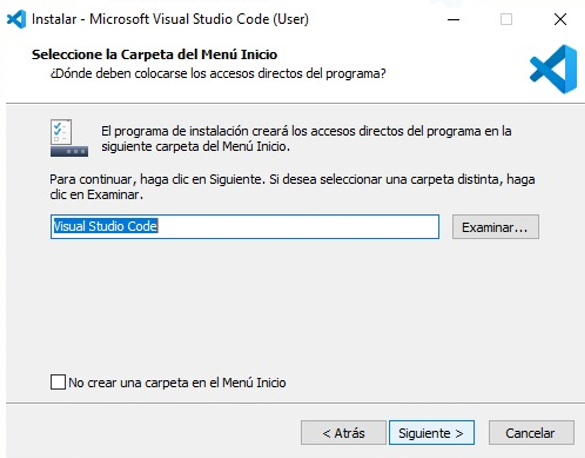 Instalar - Microsoft Visual Studio Code (User)
Seleccione la Carpeta del Menú Inicio
¿Dónde deben colocarse los accesos directos del programa?
El programa de instalación creará los accesos directos del programa en la
siguiente carpeta del Menú Inicio.
Para continuar, haga clic en Siguiente. Si desea seleccionar una carpeta distinta, haga
clic en Examinar.
Visual Studio Code
Examinar...
No crear una carpeta en el Menú Inicio
< Atrás
Siguiente >
Cancelar